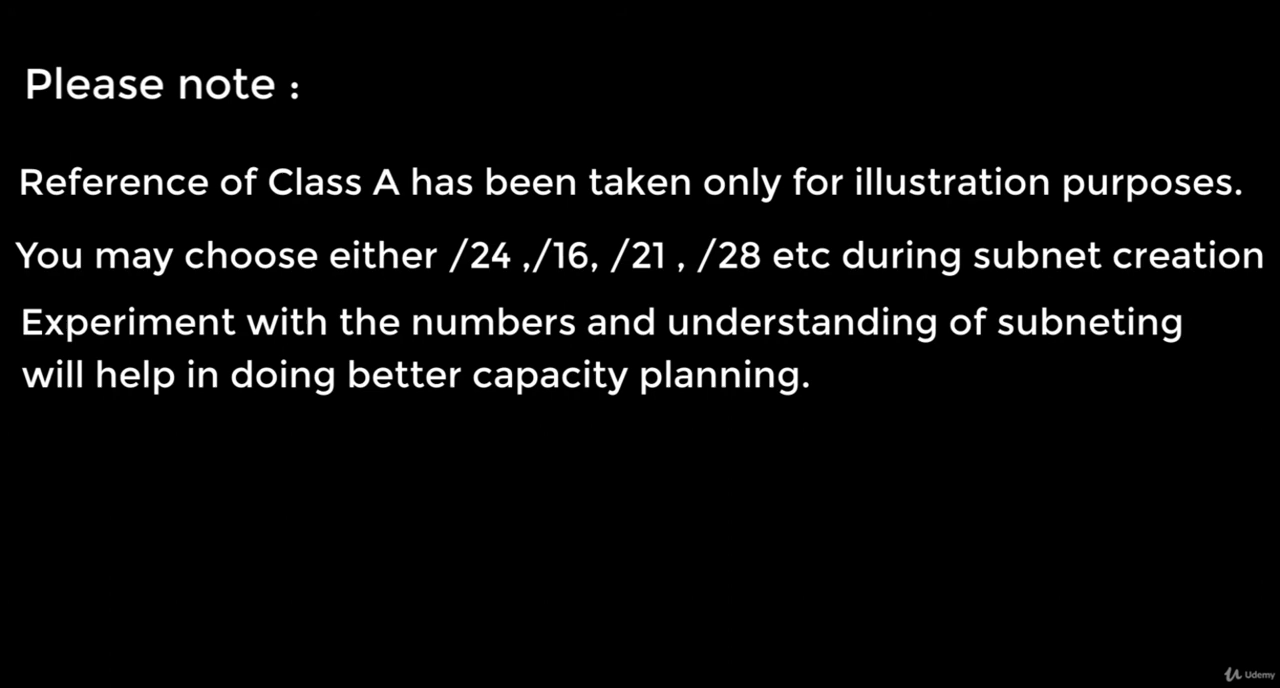 Please note :
Reference of Class A has been taken only for illustration purposes.
You may choose either /24 ,/16, /21 , /28 etc during subnet creation
Experiment with the numbers and understanding of subneting
will help in doing better capacity planning.
Udemy